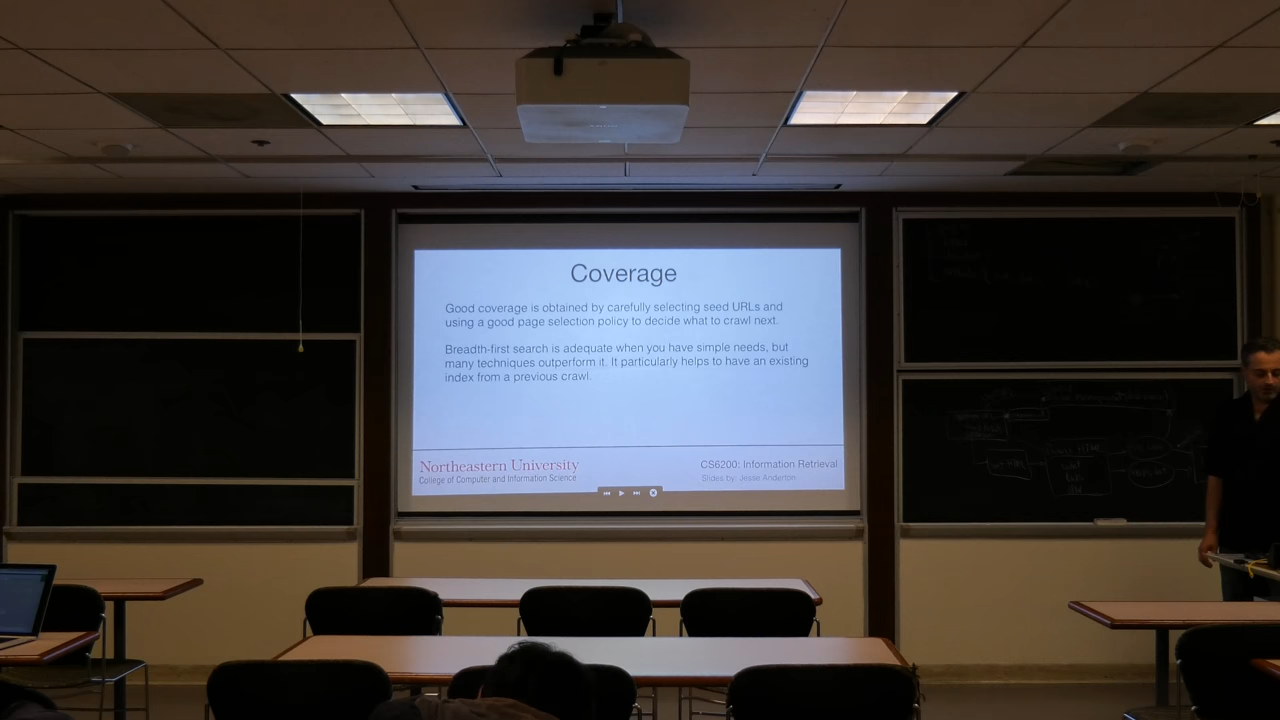 Coverage
Good coverage is obtained by carefully selecting seed URLs and
using a good page selection policy to decide what to crawl next.
Breadth-first search is adequate when you have simple needs, but
many techniques outperform it. It particularly helps to have an existing
index from a previous crawl.
Northeastern University
College of Computer and Information Science
CS6200: Information Retrieval
Slides by: Jesse Anderton